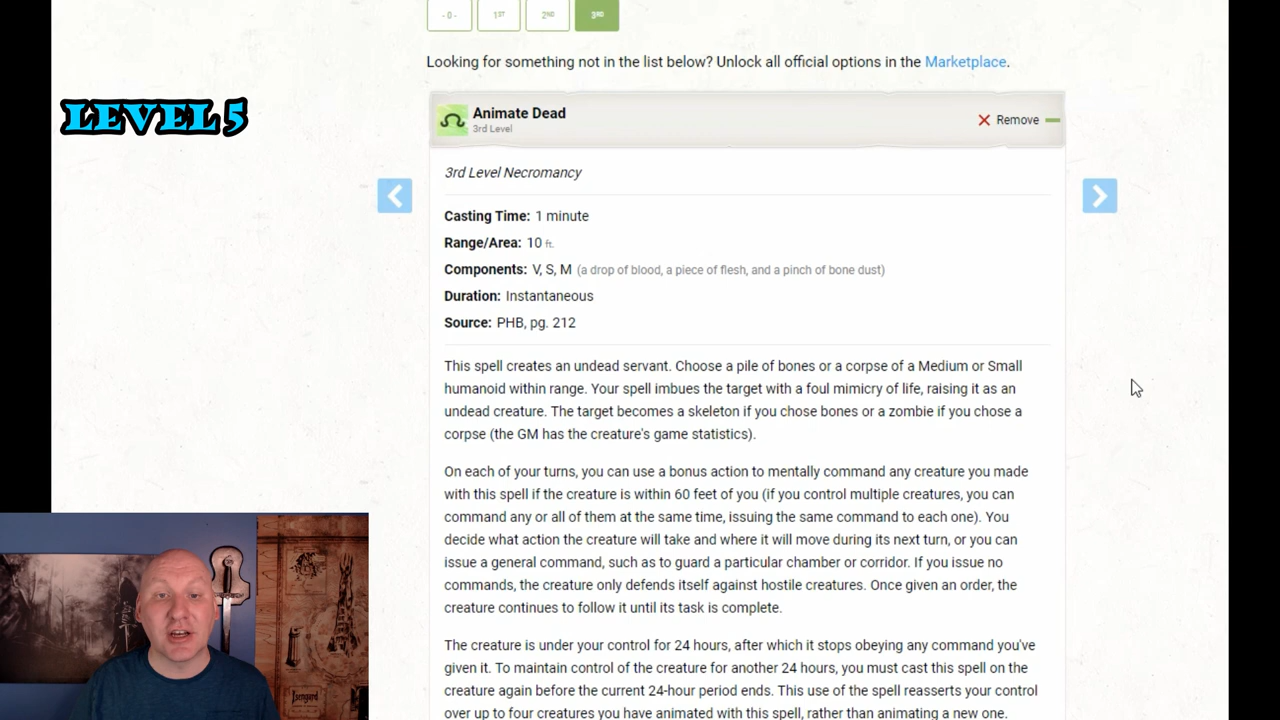 - 0 -
1ST
2ND
3RD
Looking for something not in the list below? Unlock all official options in the Marketplace.
LEVEL 5
Animate Dead
3rd Level
Remove
3rd Level Necromancy
Casting Time: 1 minute
Range/Area: 10 ft.
Components: V, S, M (a drop of blood, a piece of flesh, and a pinch of bone dust)
Duration: Instantaneous
Source: PHB, pg. 212
This spell creates an undead servant. Choose a pile of bones or a corpse of a Medium or Small
humanoid within range. Your spell imbues the target with a foul mimicry of life, raising it as an
undead creature. The target becomes a skeleton if you chose bones or a zombie if you chose a
corpse (the GM has the creature's game statistics).
On each of your turns, you can use a bonus action to mentally command any creature you made
with this spell if the creature is within 60 feet of you (if you control multiple creatures, you can
command any or all of them at the same time, issuing the same command to each one). You
decide what action the creature will take and where it will move during its next turn, or you can
issue a general command, such as to guard a particular chamber or corridor. If you issue no
commands, the creature only defends itself against hostile creatures. Once given an order, the
creature continues to follow it until its task is complete.
The creature is under your control for 24 hours, after which it stops obeying any command you've
given it. To maintain control of the creature for another 24 hours, you must cast this spell on the
creature again before the current 24-hour period ends. This use of the spell reasserts your control
over up to four creatures you have animated with this spell, rather than animating a new one.
Isengard